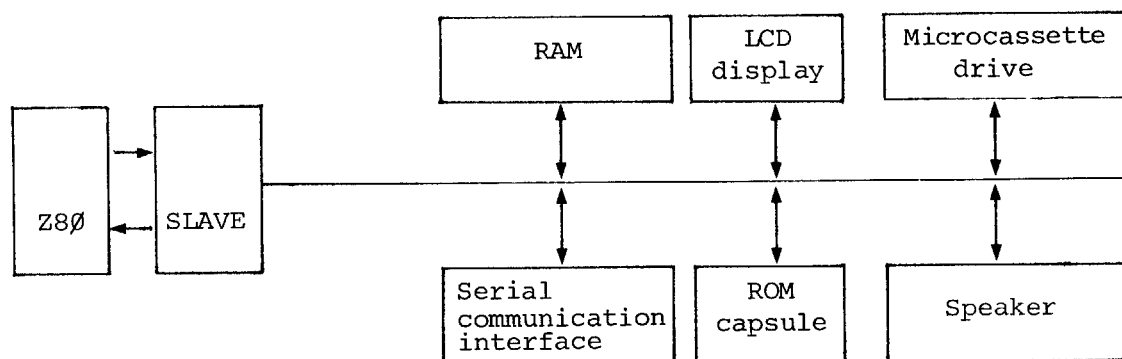 RAM
LCD
display
Microcassette
drive
Z8Ø
SLAVE
Serial
communication
interface
ROM
capsule
Speaker